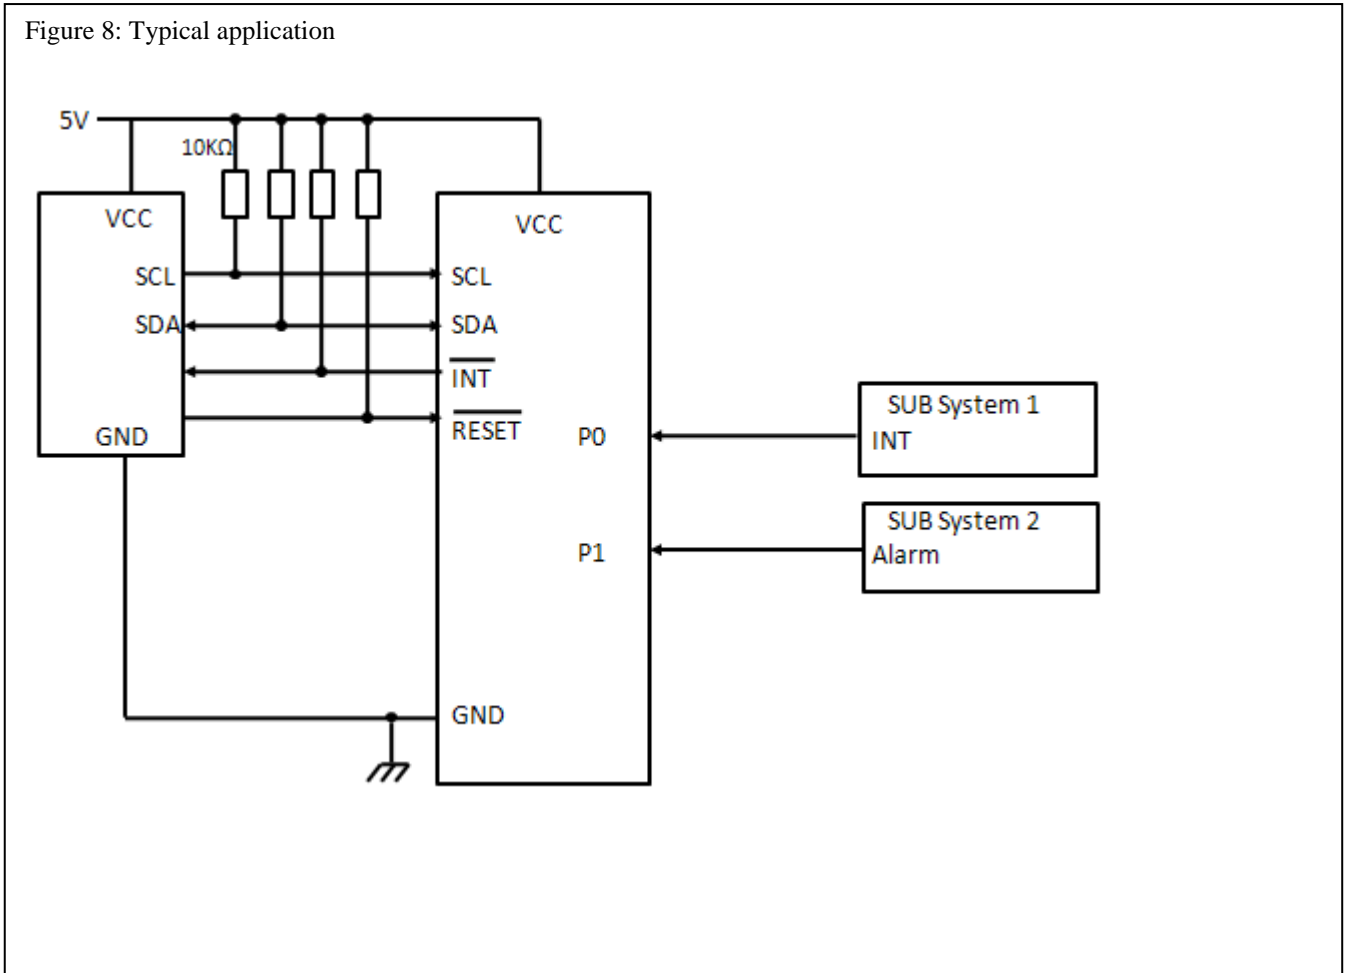 Figure 8: Typical application
5V
10KΩ
VCC
SCL
SDA
GND
VCC
SCL
SDA
INT
RESET
P0
P1
GND
SUB System 1
INT
SUB System 2
Alarm